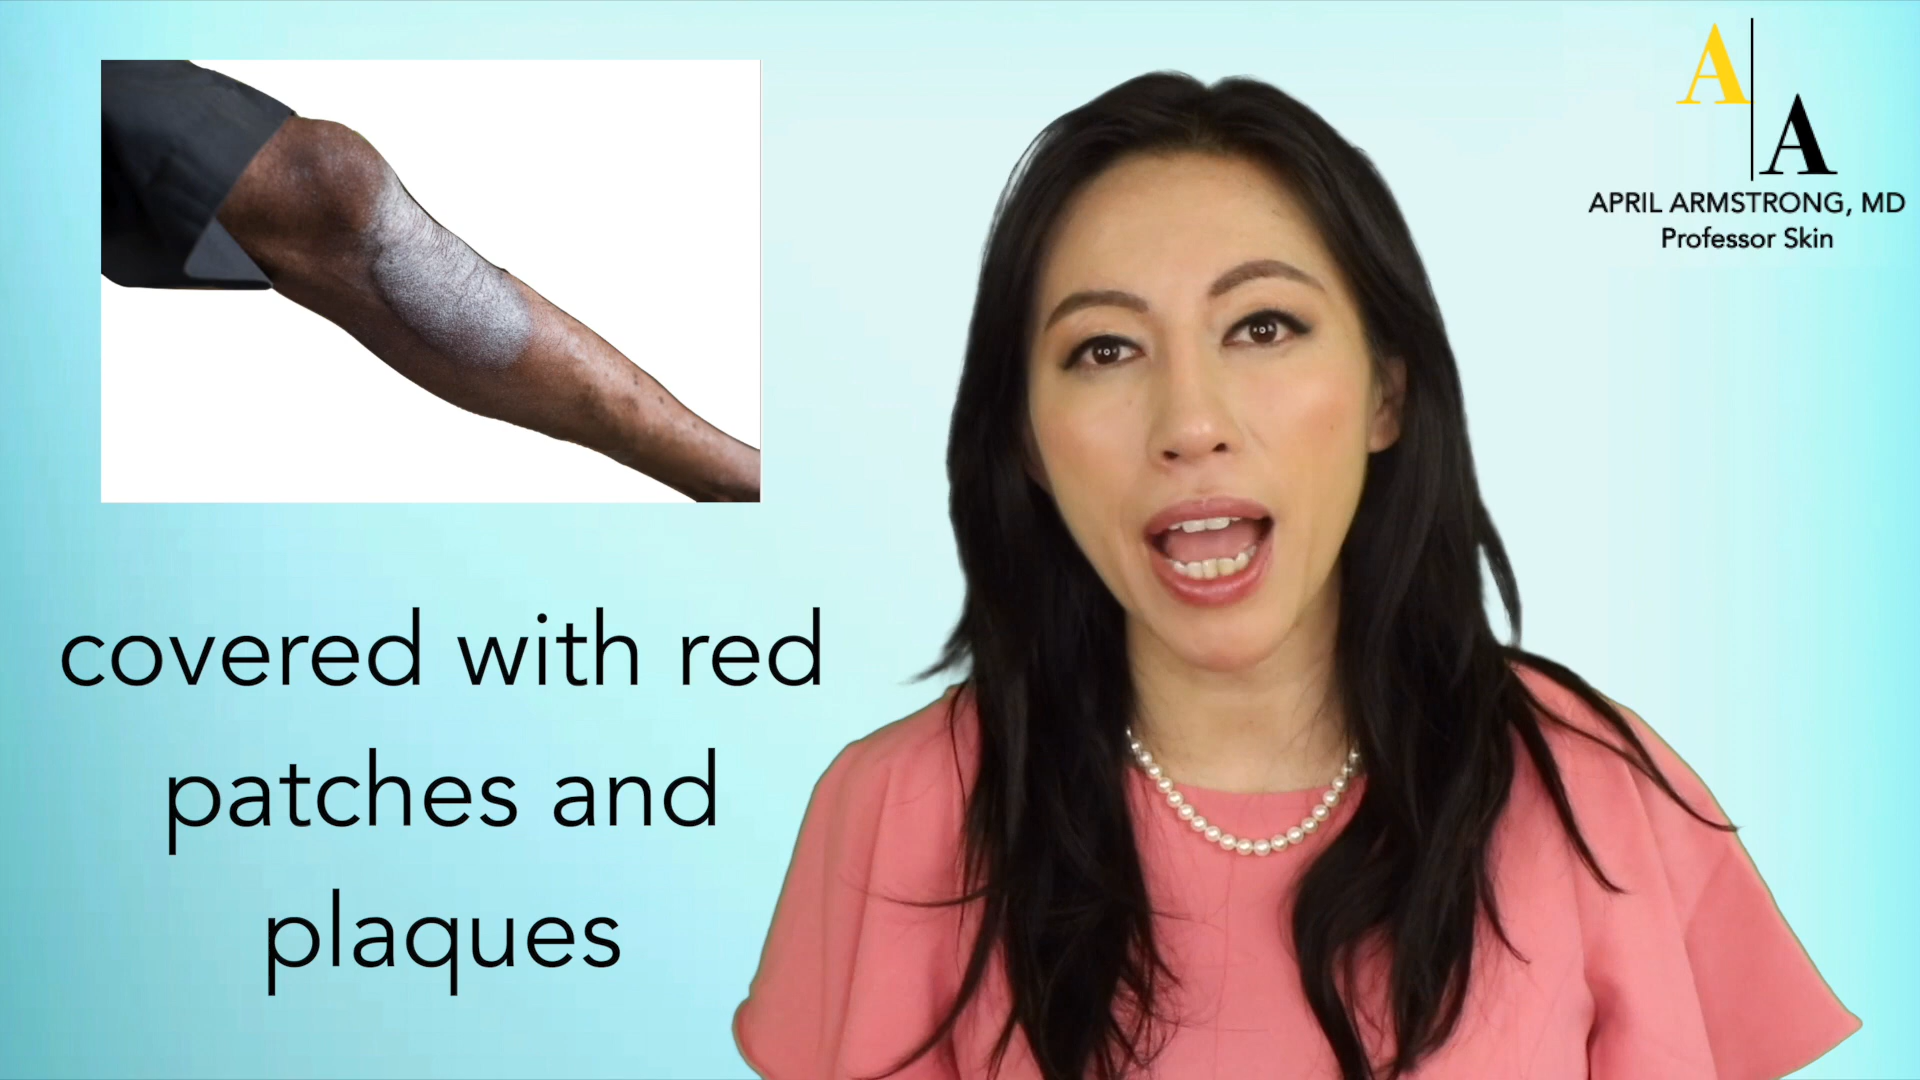 A
A
APRIL ARMSTRONG, MD
Professor Skin
covered with red
patches and
plaques